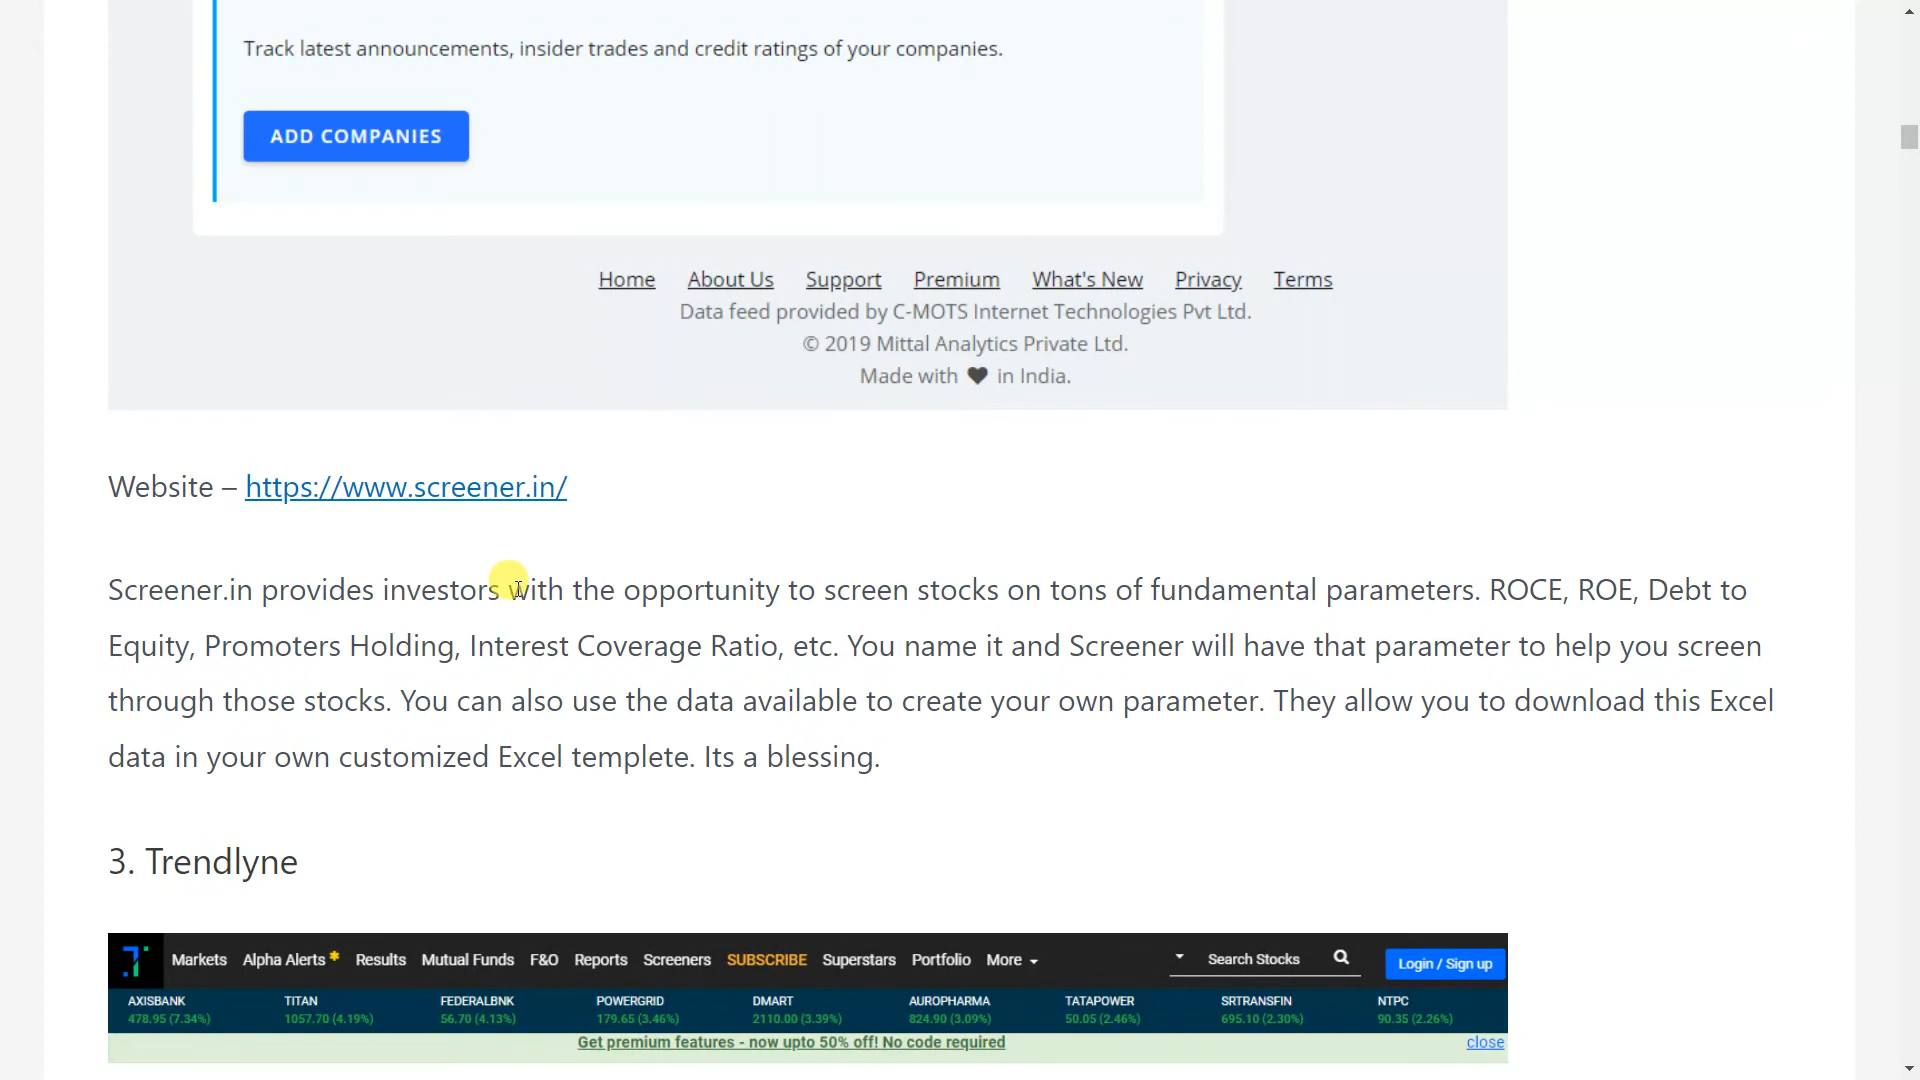 Track latest announcements, insider trades and credit ratings of your companies.
ADD COMPANIES
Home About Us Support Premium What's New Privacy Terms
Data feed provided by C-MOTS Internet Technologies Pvt Ltd.
© 2019 Mittal Analytics Private Ltd.
Made with ♥ in India.
Website – https://www.screener.in/
Screener.in provides investors with the opportunity to screen stocks on tons of fundamental parameters. ROCE, ROE, Debt to
Equity, Promoters Holding, Interest Coverage Ratio, etc. You name it and Screener will have that parameter to help you screen
through those stocks. You can also use the data available to create your own parameter. They allow you to download this Excel
data in your own customized Excel templete. Its a blessing.
3. Trendlyne
Markets Alpha Alerts Results Mutual Funds F&O Reports Screeners SUBSCRIBE Superstars Portfolio More Search Stocks Login / Sign up
AXISBANK TITAN FEDERALBNK POWERGRID DMART AUROPHARMA TATAPOWER SRTRANSFIN NTPC
478.95 (7.34%) 1057.70 (4.19%) 56.70 (4.13%) 179.65 (3.46%) 2110.00 (3.39%) 824.90 (3.09%) 50.05 (2.46%) 695.10 (2.30%) 90.35 (2.26%)
Get premium features - now upto 50% off! No code required close